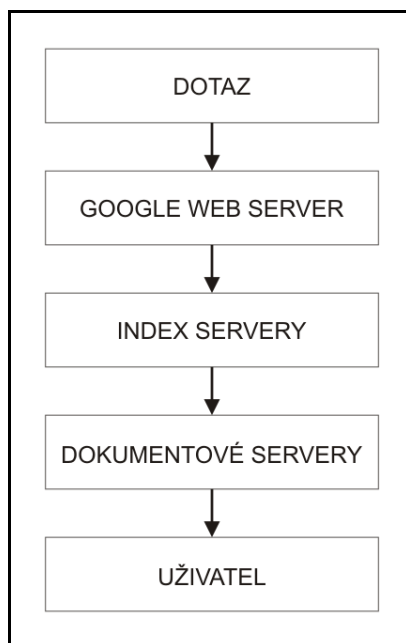 DOTAZ
GOOGLE WEB SERVER
INDEX SERVERY
DOKUMENTOVÉ SERVERY
UŽIVATEL